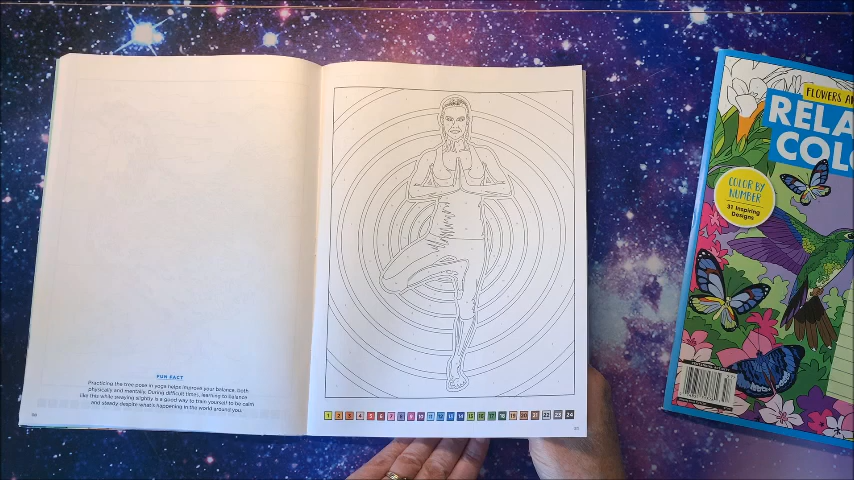 FUN FACT
Practicing the tree pose in yoga helps improve your balance, both
physically and mentally. During difficult times, learning to balance
like this while swaying slightly is a good way to train yourself to be calm
and steady despite what's happening in the world around you.
1 2 3 4 5 6 7 8 9 10 11 12 13 14 15 16 17 18 19 20 21 22 23 24
FLOWERS
RELA
COLO
COLOR BY
NUMBER
31 Inspiring
Designs